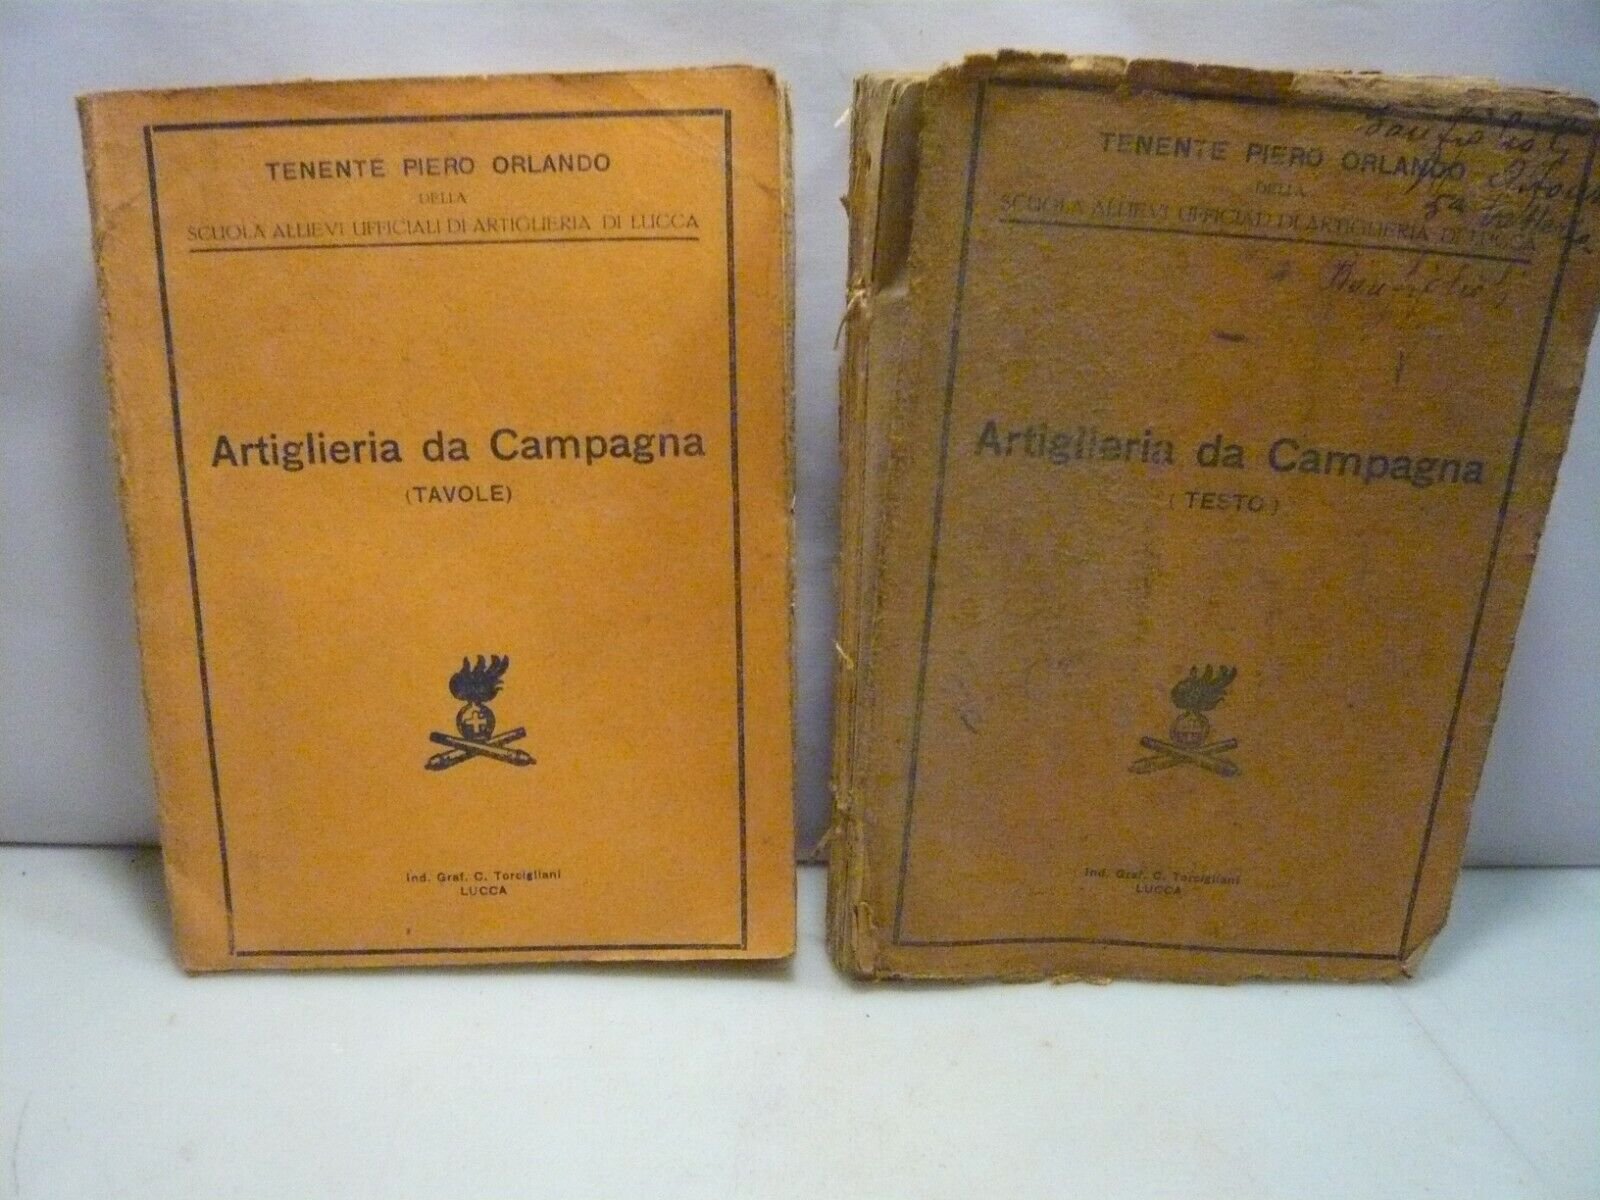 TENENTE PIERO ORLANDO
DELLA
SCUOLA ALLIEVI UFFICIALI DI ARTIGLIERIA DI LUCCA
Artiglieria da Campagna
(TAVOLE)
Ind. Graf. C. Torcigliani
LUCCA
TENENTE PIERO ORLANDO
DELLA
SCUOLA ALLIEVI UFFICIALI DI ARTIGLIERIA DI LUCCA
Artiglieria da Campagna
(TESTO)
Ind. Graf. C. Torcigliani
LUCCA